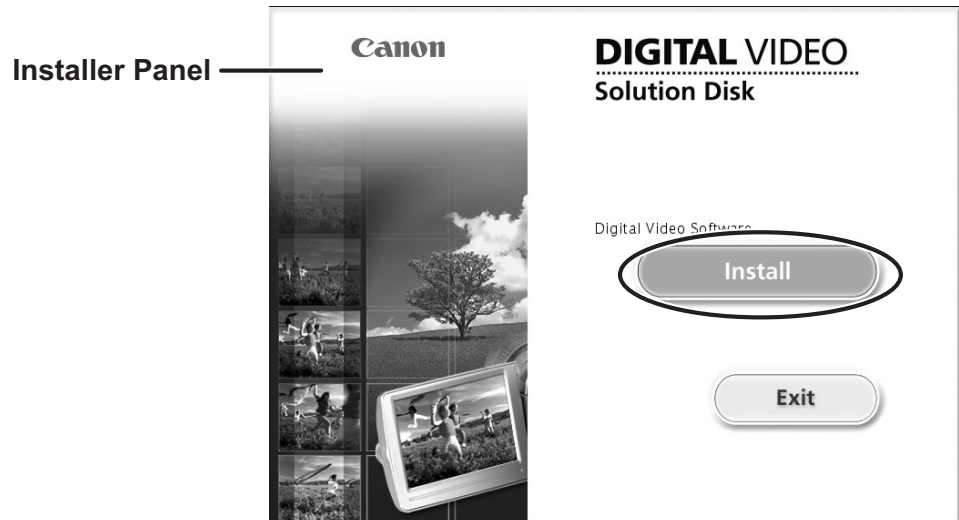 Canon
DIGITAL VIDEO
Solution Disk
Installer Panel
Digital Video Software
Install
Exit